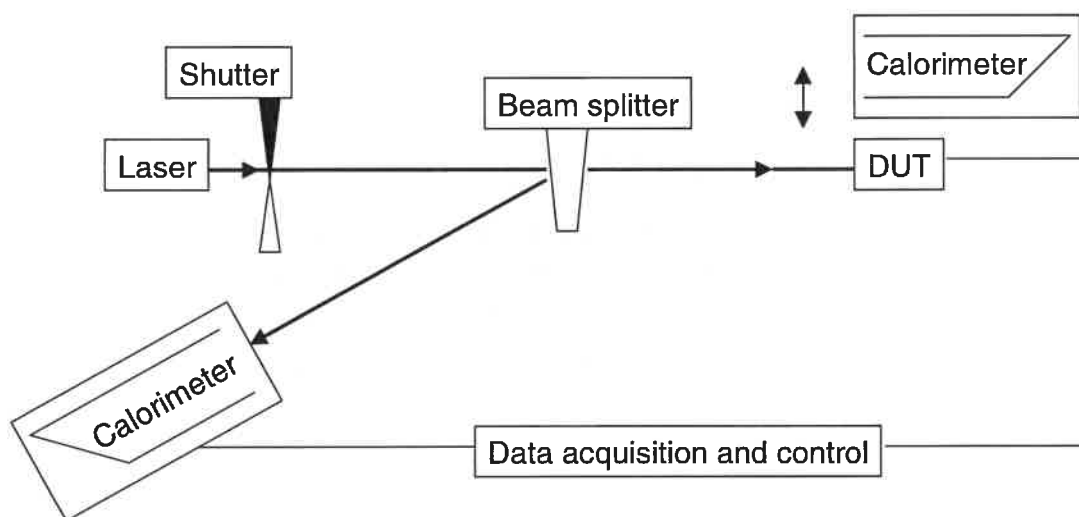 Shutter
Calorimeter
Beam splitter
Laser
DUT
Calorimeter
Data acquisition and control